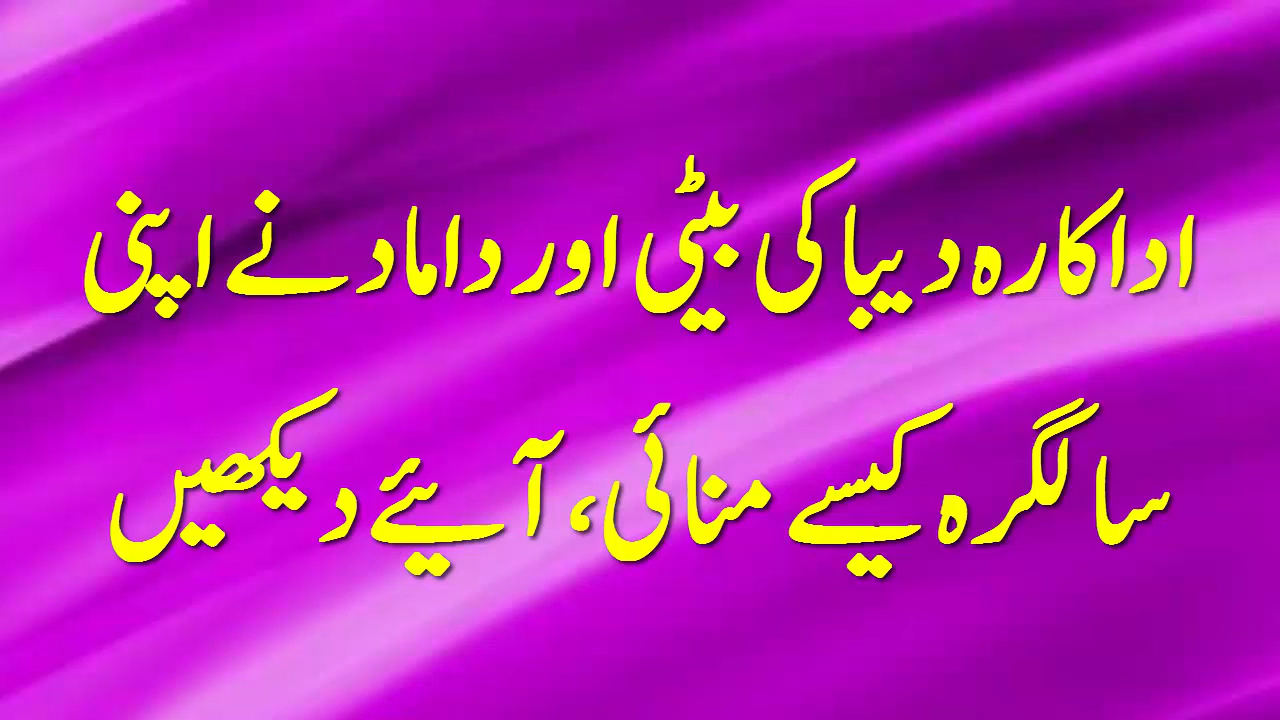 اداکارہ دیبا کی بیٹی اور داماد نے اپنی
سالگرہ کیسے منائی، آیئے دیکھیں